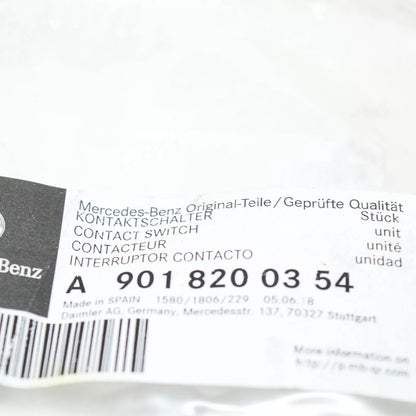 Mercedes-Benz Original-Teile/Geprüfte Qualität
KONTAKTSCHALTER Stück
CONTACT SWITCH unit
CONTACTEUR unité
INTERRUPTOR CONTACTO unidad
Benz
A 901 820 03 54
Made in SPAIN 1580/1806/229 05.06.18
Daimler AG, Germany, Mercedesstr. 137, 70327 Stuttgart
More information on